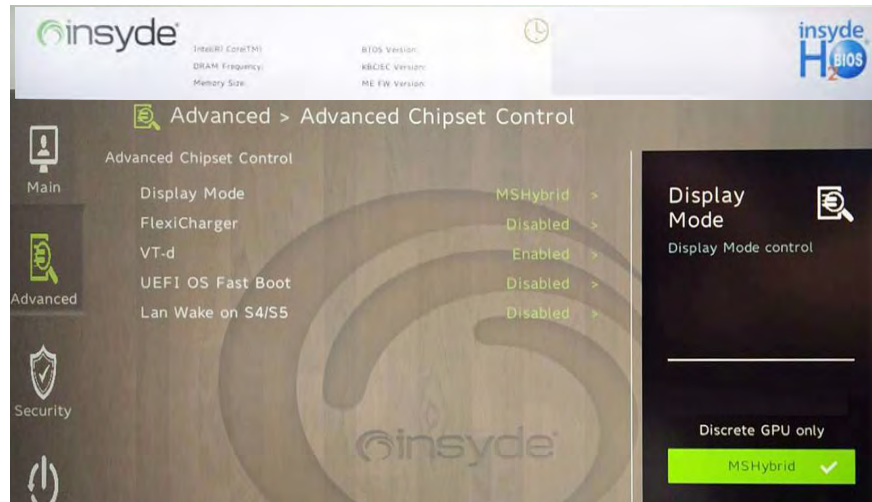 insyde
Intel(R) Core(TM)
DRAM Frequency:
Memory Size:
BIOS Version:
KBC/EC Version:
ME FW Version:
insyde
H2
BIOS
Advanced > Advanced Chipset Control
Main
Advanced
Security
Advanced Chipset Control
Display Mode MSHybrid >
FlexiCharger Disabled >
VT-d Enabled >
UEFI OS Fast Boot Disabled >
Lan Wake on S4/S5 Disabled >
insyde
Display
Mode
Display Mode control
Discrete GPU only
MSHybrid